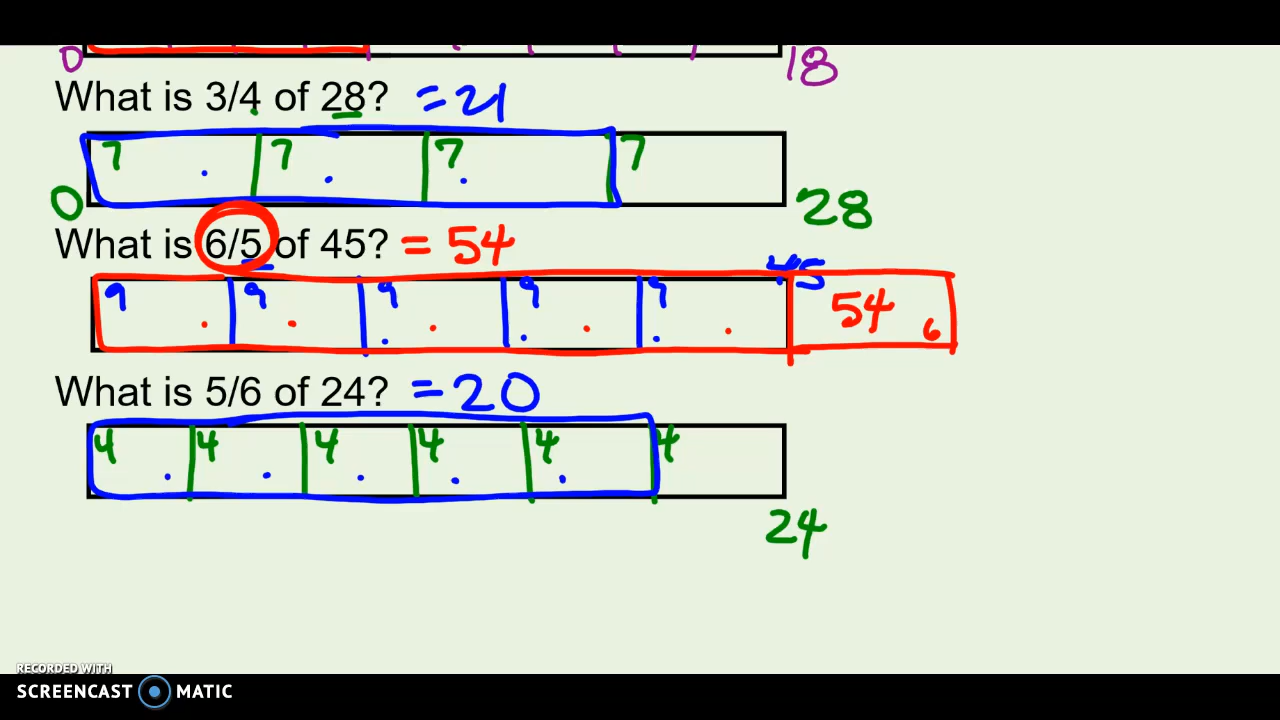 0 18
What is 3/4 of 28? = 21
7 7 7 7
0 28
What is 6/5 of 45? = 54
45
9 9 9 9 9 54 6
What is 5/6 of 24? = 20
4 4 4 4 4 4
24
RECORDED WITH
SCREENCAST MATIC